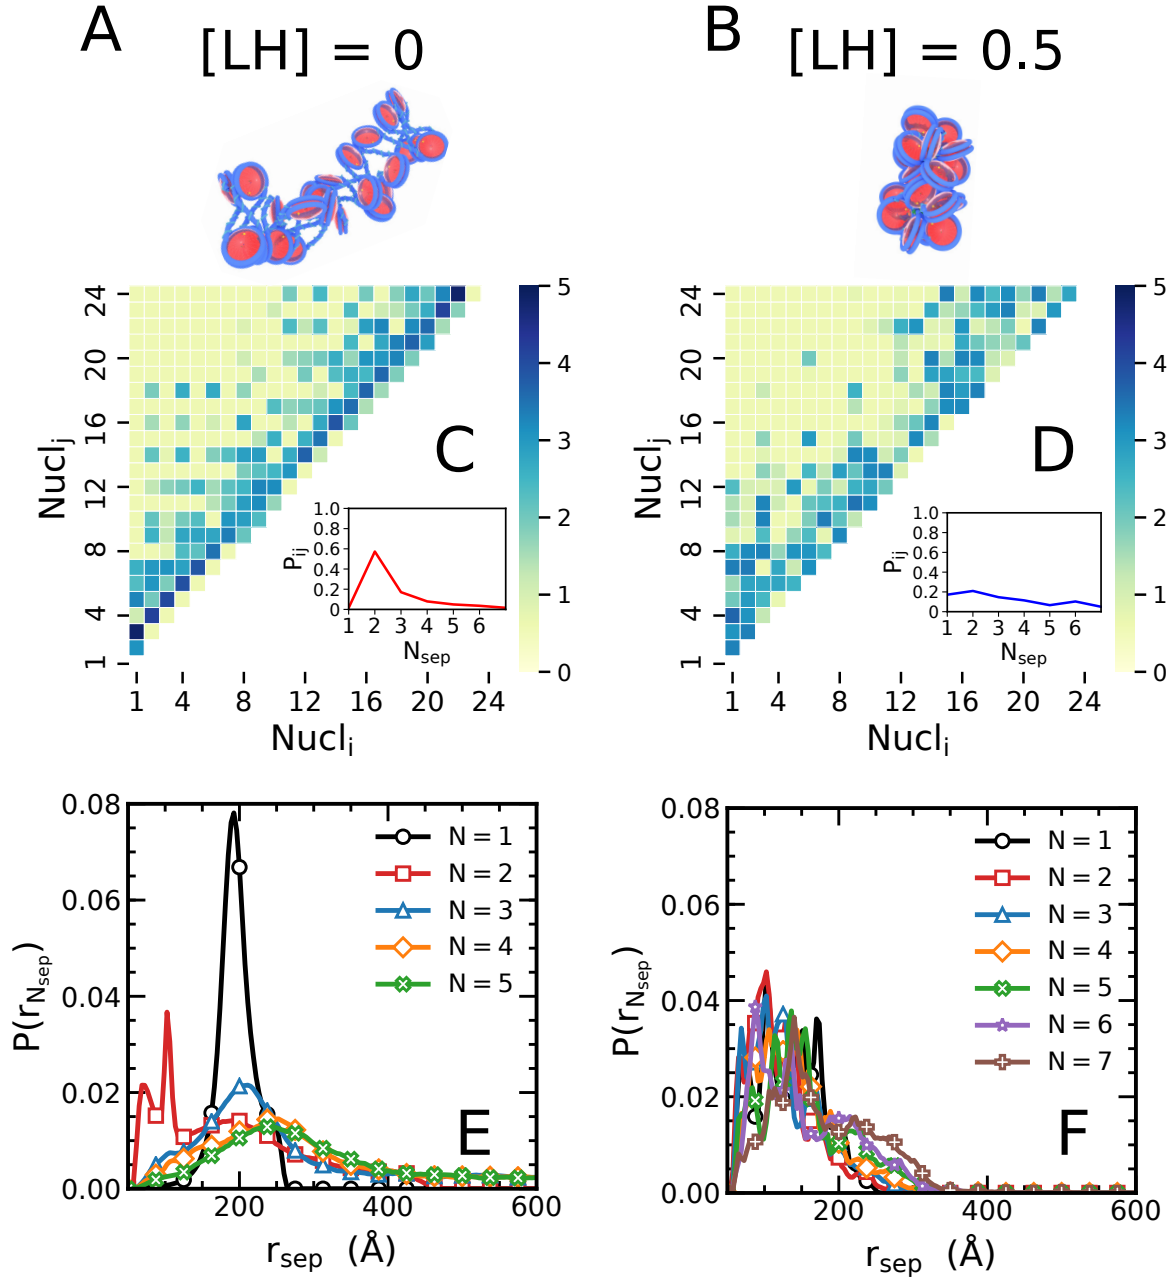 A
[LH] = 0
B
[LH] = 0.5
Nucl_j
24
20
16
12
8
4
1
1 4 8 12 16 20 24
Nucl_i
C
5
4
3
2
1
0
P_ij
1.0
0.8
0.6
0.4
0.2
0
1 2 3 4 5 6
N_sep
Nucl_j
24
20
16
12
8
4
1
1 4 8 12 16 20 24
Nucl_i
D
5
4
3
2
1
0
P_ij
1.0
0.8
0.6
0.4
0.2
0
1 2 3 4 5 6
N_sep
P(r_N_sep)
0.08
0.06
0.04
0.02
0.00
200 400 600
r_sep (Å)
N = 1
N = 2
N = 3
N = 4
N = 5
E
P(r_N_sep)
0.08
0.06
0.04
0.02
0.00
200 400 600
r_sep (Å)
N = 1
N = 2
N = 3
N = 4
N = 5
N = 6
N = 7
F